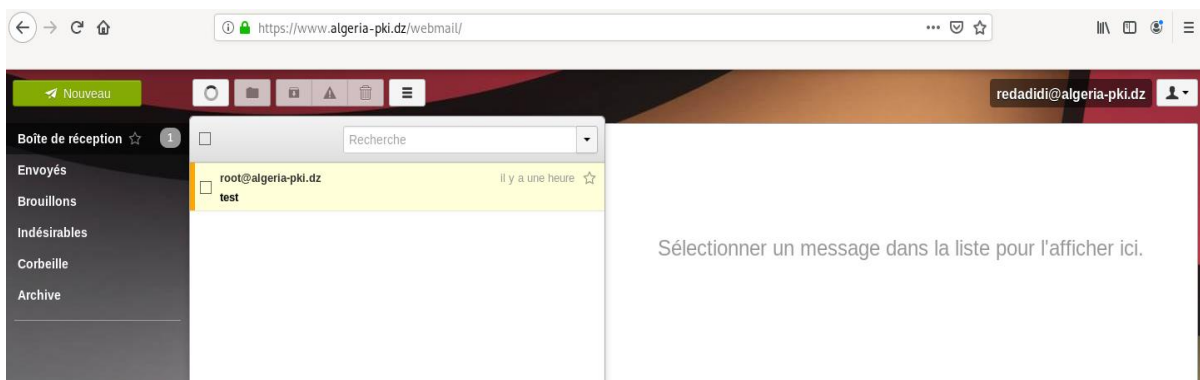 https://www.algeria-pki.dz/webmail/
Nouveau
redadidi@algeria-pki.dz
Boîte de réception 1
Envoyés
Brouillons
Indésirables
Corbeille
Archive
Recherche
root@algeria-pki.dz il y a une heure
test
Sélectionner un message dans la liste pour l'afficher ici.